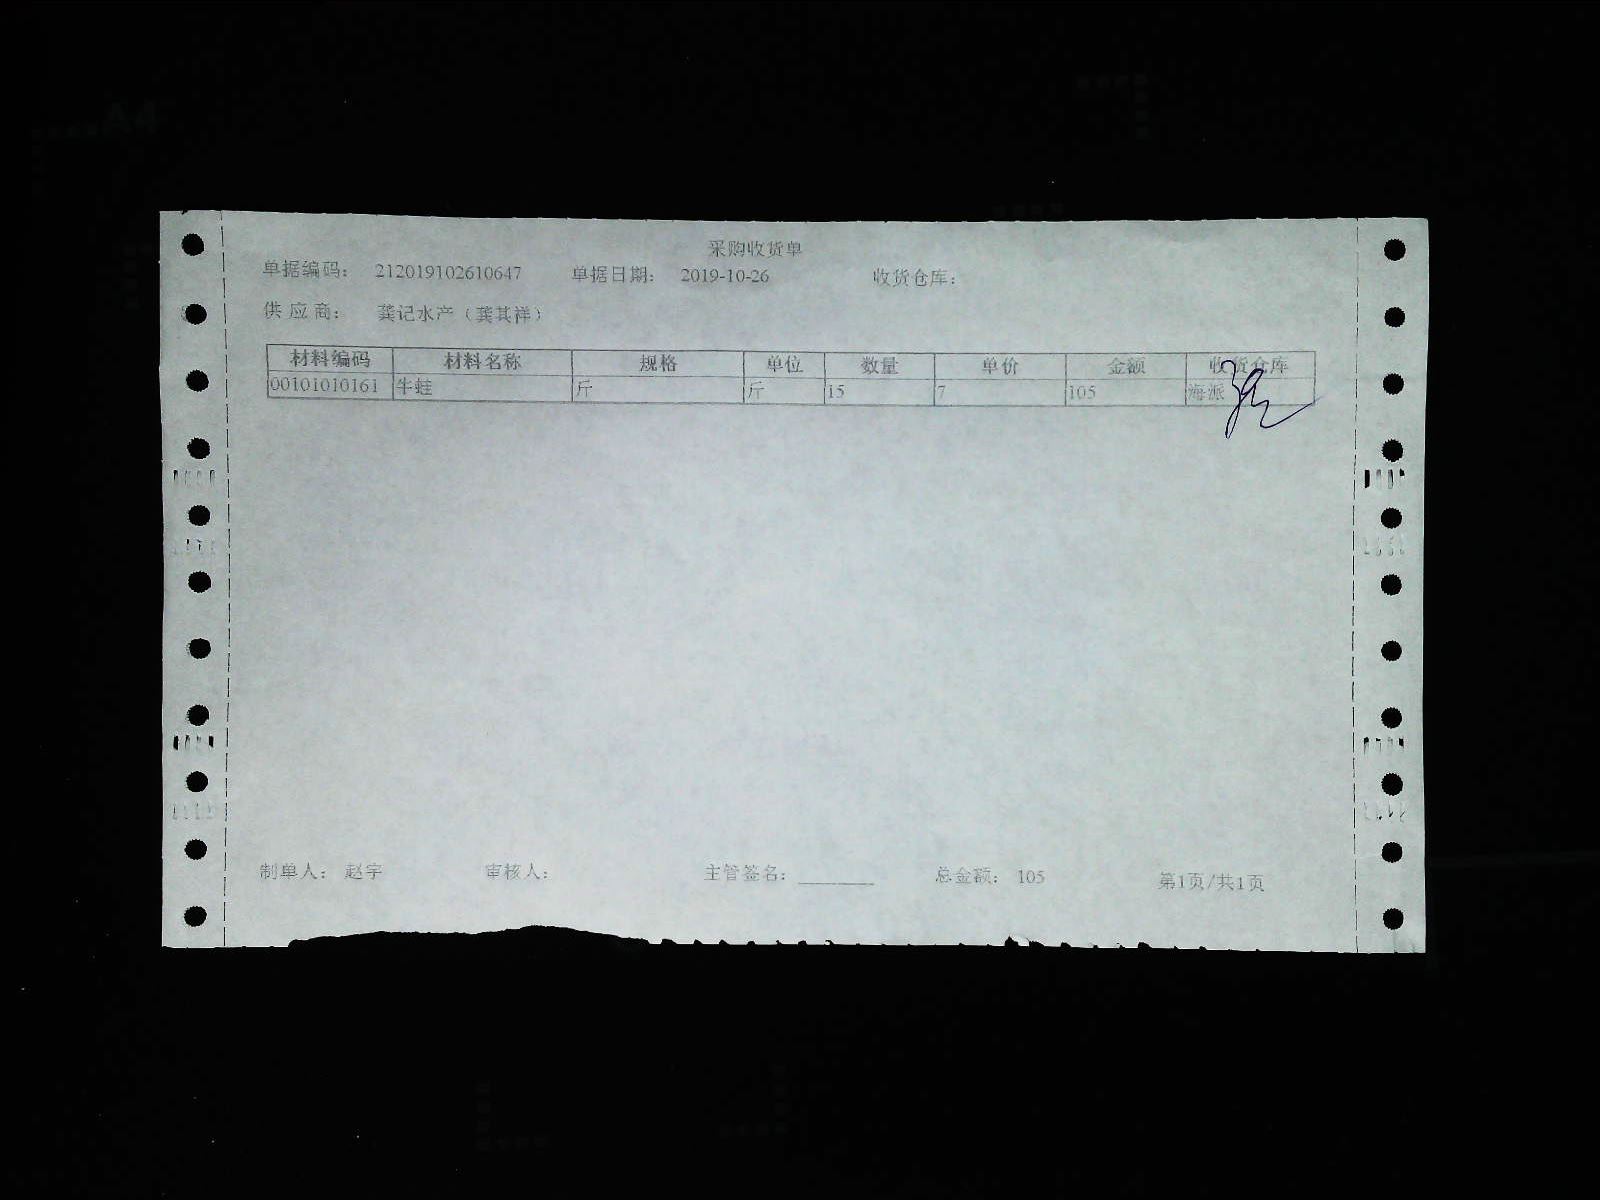 采购收货单
单据编码： 212019102610647 单据日期： 2019-10-26 收货仓库：
供应商： 龚记水产（龚其祥）
材料编码 材料名称 规格 单位 数量 单价 金额 收货仓库
00101010161 牛蛙 斤 斤 15 7 105 海派
制单人： 赵宇 审核人： 主管签名： 总金额： 105 第1页/共1页